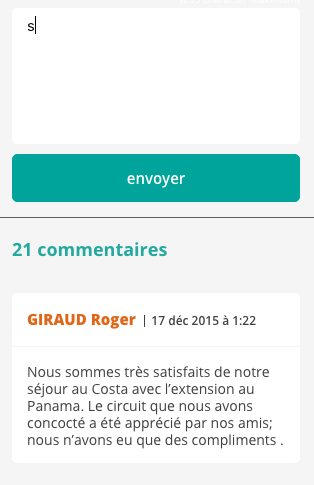 s
envoyer
21 commentaires
GIRAUD Roger | 17 déc 2015 à 1:22
Nous sommes très satisfaits de notre
séjour au Costa avec l’extension au
Panama. Le circuit que nous avons
concocté a été apprécié par nos amis;
nous n’avons eu que des compliments .